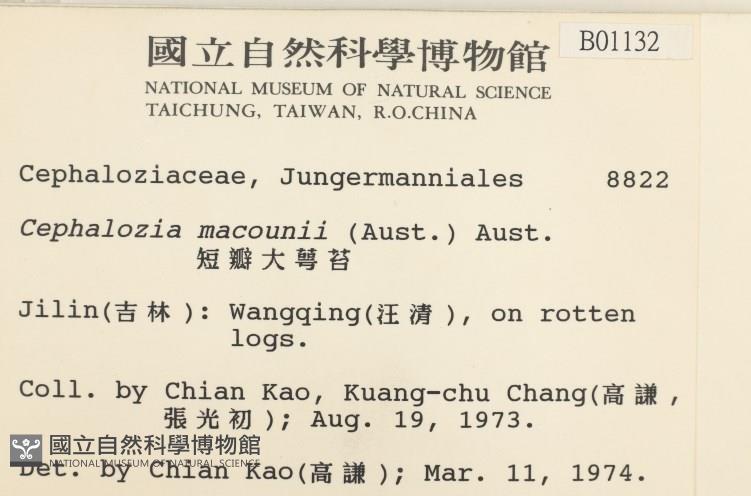 國立自然科學博物館 B01132
NATIONAL MUSEUM OF NATURAL SCIENCE
TAICHUNG, TAIWAN, R.O.CHINA
Cephaloziaceae, Jungermanniales 8822
Cephalozia macounii (Aust.) Aust.
短瓣大萼苔
Jilin(吉林): Wangqing(汪清), on rotten
logs.
Coll. by Chian Kao, Kuang-chu Chang(高謙,
張光初); Aug. 19, 1973.
國立自然科學博物館
NATIONAL MUSEUM OF NATURAL SCIENCE
Det. by Chian Kao(高謙); Mar. 11, 1974.